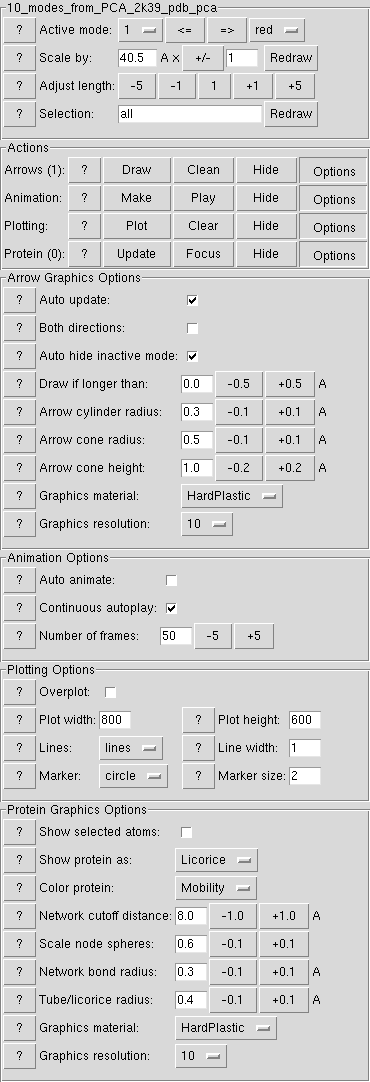 10_modes_from_PCA_2k39_pdb_pca
? Active mode: 1 <= => red
? Scale by: 40.5 A x +/- 1 Redraw
? Adjust length: -5 -1 1 +1 +5
? Selection: all Redraw
Actions
Arrows (1): ? Draw Clean Hide Options
Animation: ? Make Play Hide Options
Plotting: ? Plot Clear Hide Options
Protein (0): ? Update Focus Hide Options
Arrow Graphics Options
? Auto update:
? Both directions:
? Auto hide inactive mode:
? Draw if longer than: 0.0 -0.5 +0.5 A
? Arrow cylinder radius: 0.3 -0.1 +0.1 A
? Arrow cone radius: 0.5 -0.1 +0.1 A
? Arrow cone height: 1.0 -0.2 +0.2 A
? Graphics material: HardPlastic
? Graphics resolution: 10
Animation Options
? Auto animate:
? Continuous autoplay:
? Number of frames: 50 -5 +5
Plotting Options
? Overplot:
? Plot width: 800 ? Plot height: 600
? Lines: lines ? Line width: 1
? Marker: circle ? Marker size: 2
Protein Graphics Options
? Show selected atoms:
? Show protein as: Licorice
? Color protein: Mobility
? Network cutoff distance: 8.0 -1.0 +1.0 A
? Scale node spheres: 0.6 -0.1 +0.1
? Network bond radius: 0.3 -0.1 +0.1 A
? Tube/licorice radius: 0.4 -0.1 +0.1 A
? Graphics material: HardPlastic
? Graphics resolution: 10